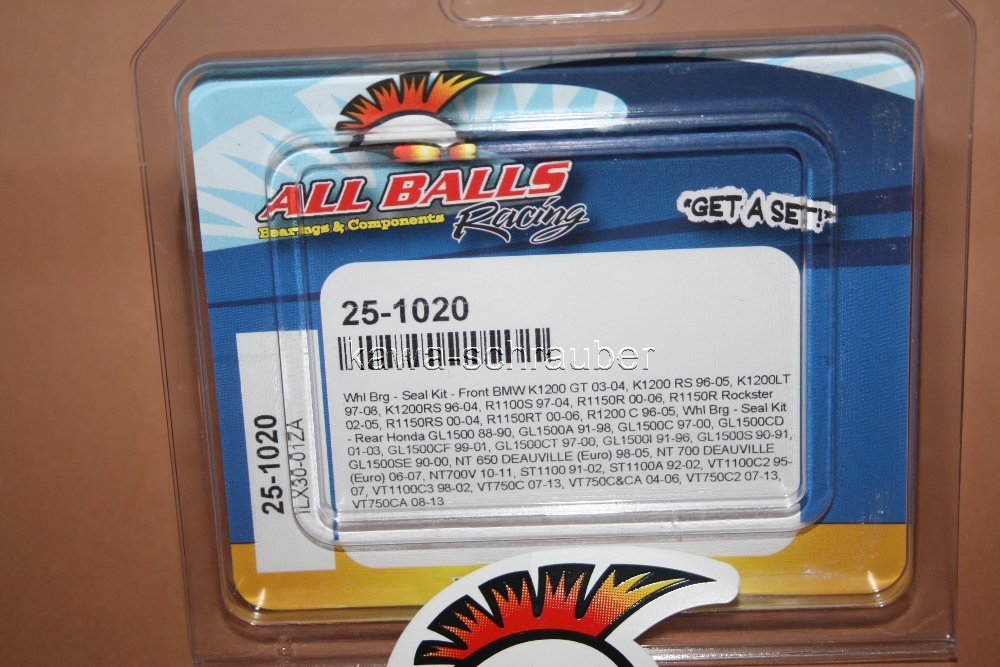 ALL BALLS
Racing
Bearings & Components
"GET A SET!"
25-1020
kawa-schrauber
Whl Brg - Seal Kit - Front BMW K1200 GT 03-04, K1200 RS 96-05, K1200LT
97-08, K1200RS 96-04, R1100S 97-04, R1150R 00-06, R1150R Rockster
02-05, R1150RS 00-04, R1150RT 00-06, R1200 C 96-05, Whl Brg - Seal Kit
- Rear Honda GL1500 88-90, GL1500A 91-98, GL1500C 97-00, GL1500CD
01-03, GL1500CF 99-01, GL1500CT 97-00, GL1500I 91-96, GL1500S 90-91,
GL1500SE 90-00, NT 650 DEAUVILLE (Euro) 98-05, NT 700 DEAUVILLE
(Euro) 06-07, NT700V 10-11, ST1100 91-02, ST1100A 92-02, VT1100C2 95-
07, VT1100C3 98-02, VT750C 07-13, VT750C&CA 04-06, VT750C2 07-13,
VT750CA 08-13
25-1020
ILX30-01ZA